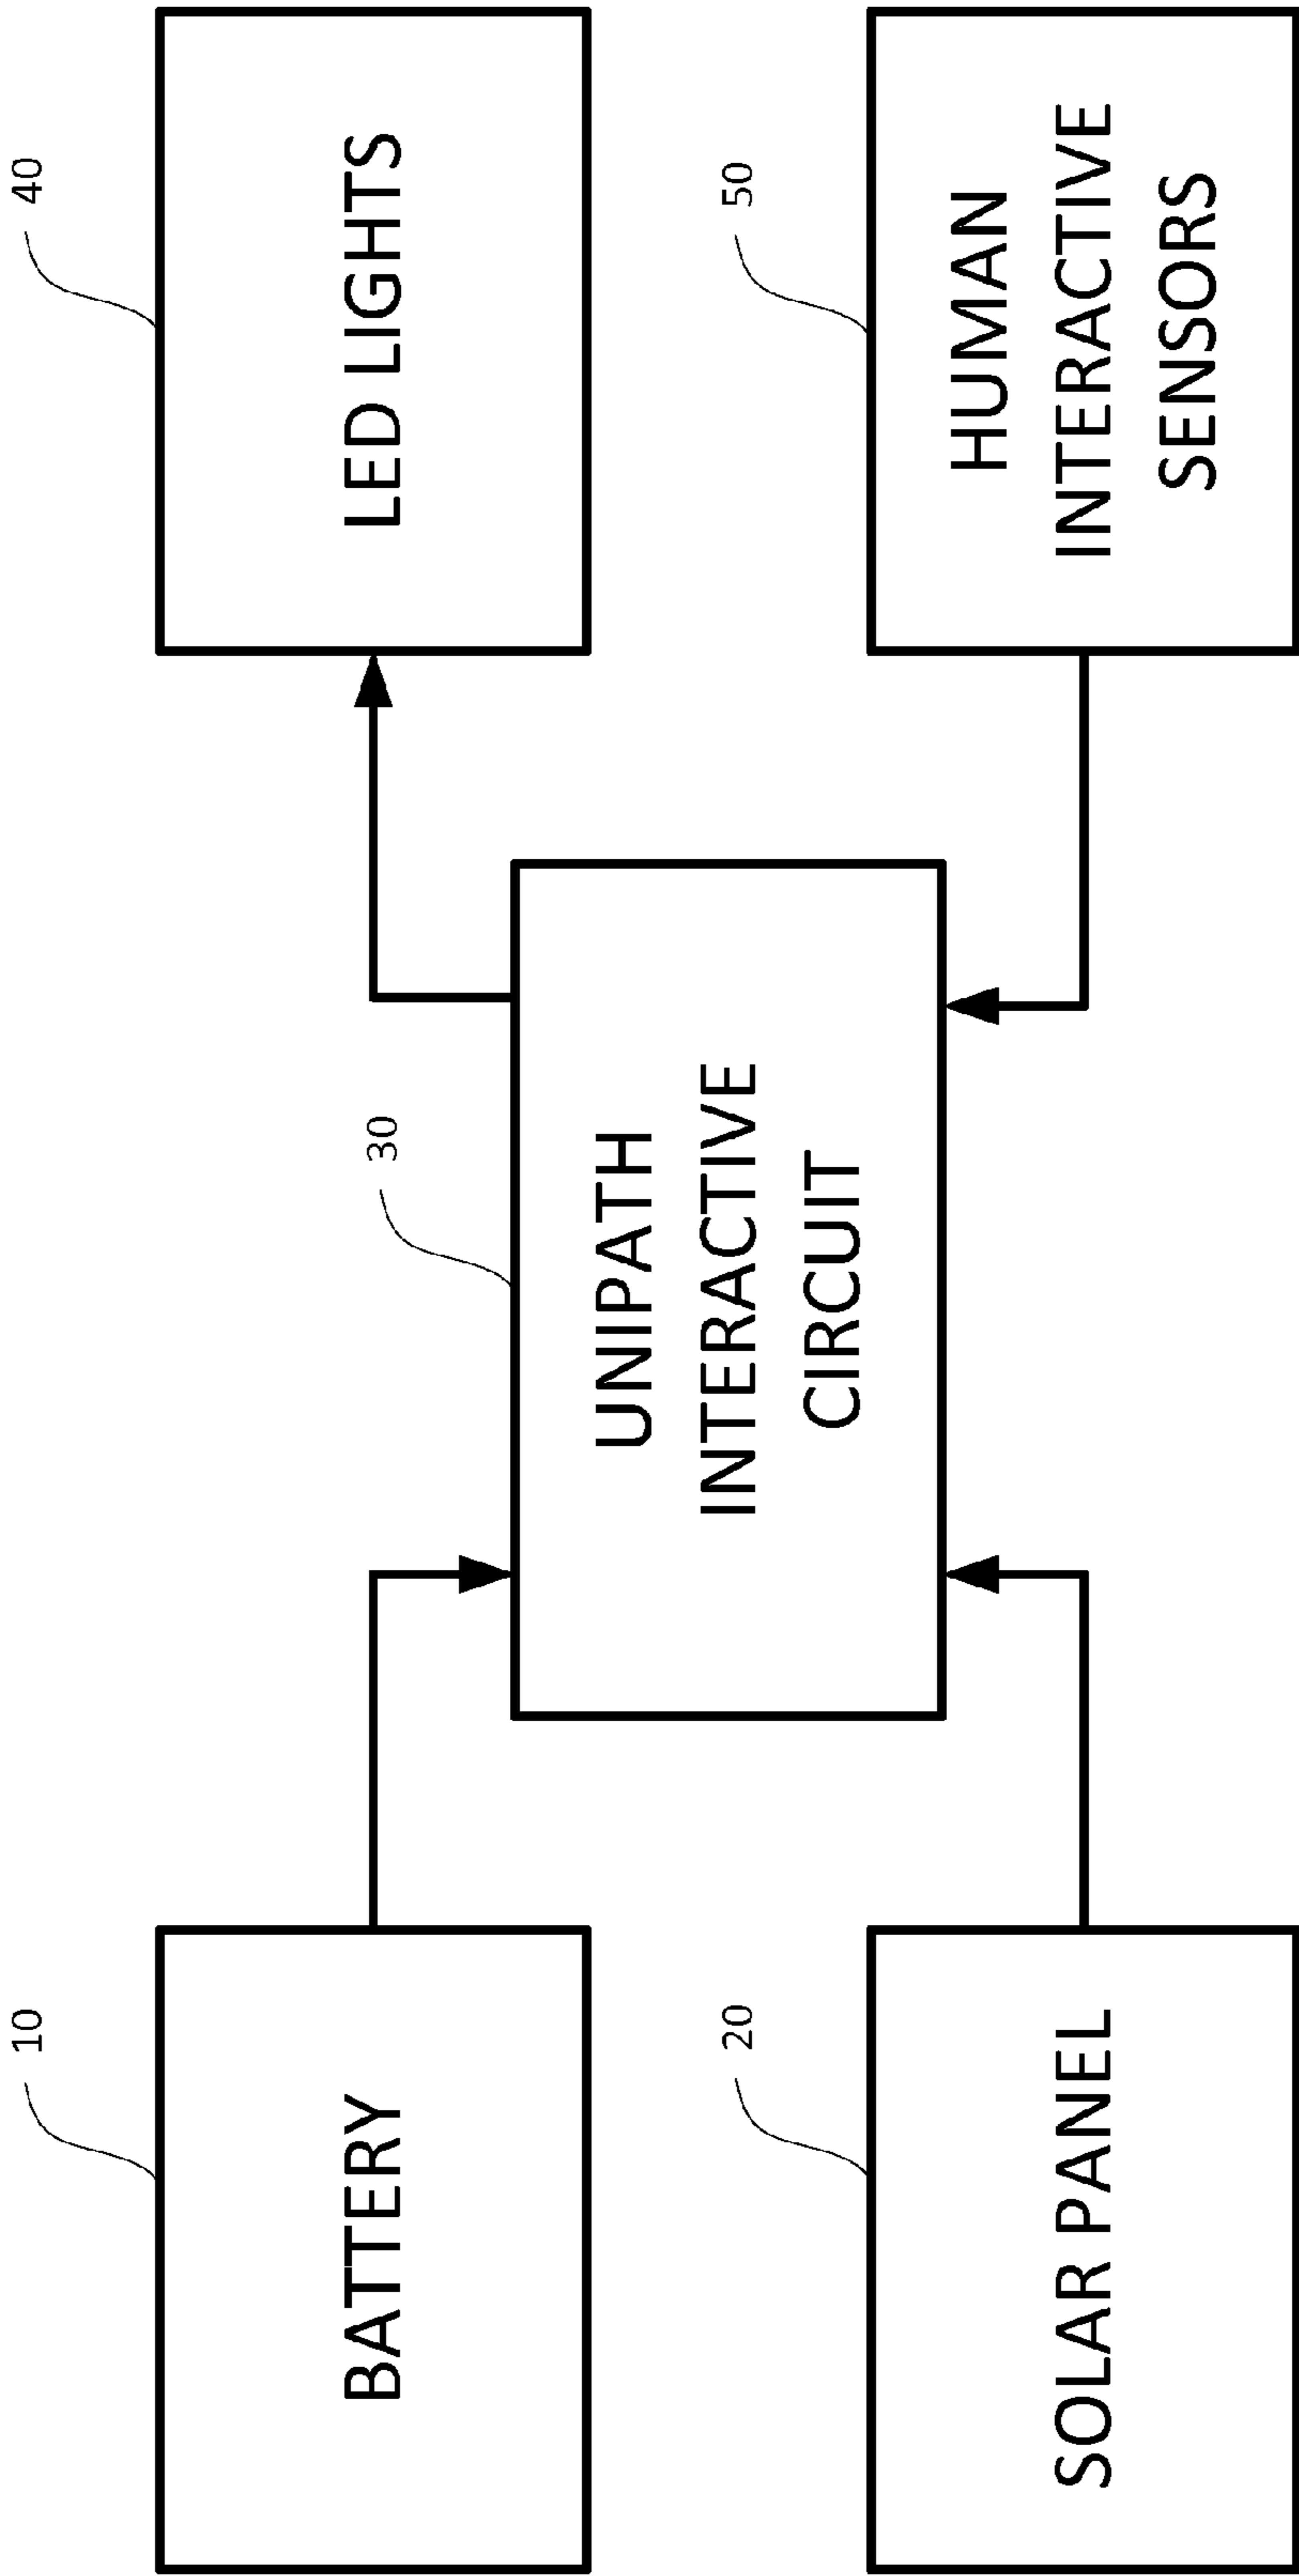 10
BATTERY
20
SOLAR PANEL
30
UNIPATH
INTERACTIVE
CIRCUIT
40
LED LIGHTS
50
HUMAN
INTERACTIVE
SENSORS